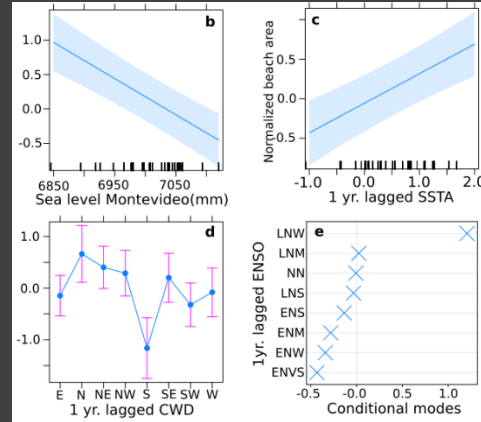 b
1.0
0.5
0.0
-0.5
6850 6950 7050
Sea level Montevideo(mm)
c
Normalized beach area
0.5
0.0
0.5
-1.0 0.0 1.0 2.0
1 yr. lagged SSTA
d
1.0
0.0
-1.0
E N NE NW S SE SW W
1 yr. lagged CWD
e
1yr. lagged ENSO
LNW
LNM
NN
LNS
ENS
ENM
ENW
ENVS
-0.5 -0.0 0.5 1.0
Conditional modes